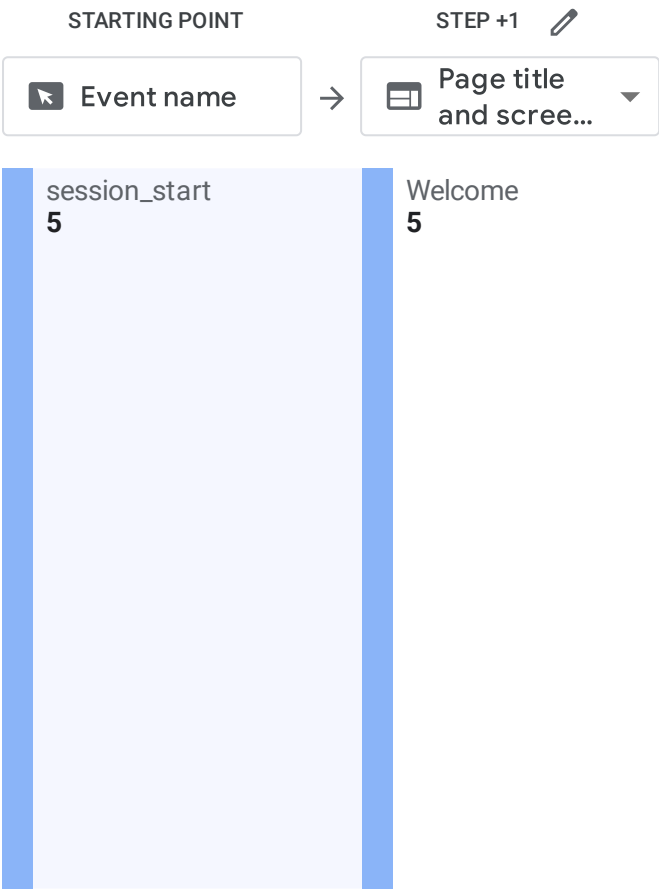 STARTING POINT
STEP +1
Event name
Page title
and scree...
session_start
5
Welcome
5